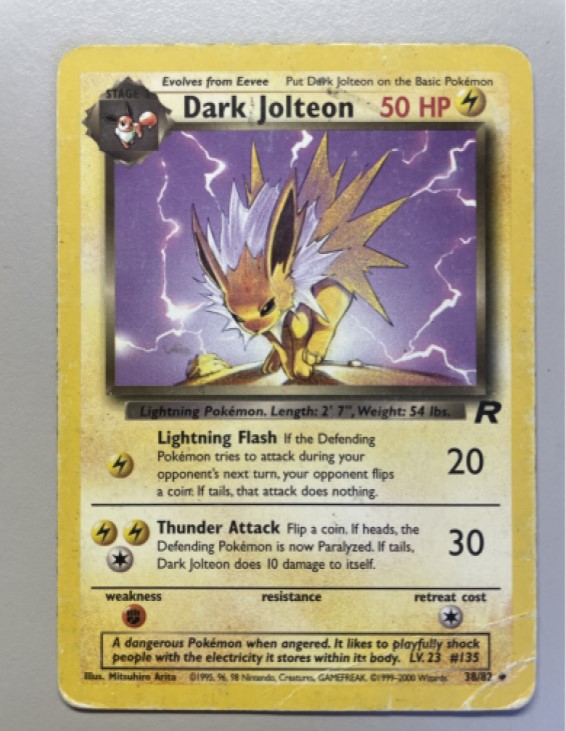 Evolves from Eevee Put Dark Jolteon on the Basic Pokémon
STAGE 1
Dark Jolteon 50 HP
Lightning Pokémon. Length: 2' 7", Weight: 54 lbs.
R
Lightning Flash If the Defending
Pokémon tries to attack during your
opponent's next turn, your opponent flips
a coin. If tails, that attack does nothing.
20
Thunder Attack Flip a coin. If heads, the
Defending Pokémon is now Paralyzed. If tails,
Dark Jolteon does 10 damage to itself.
30
weakness resistance retreat cost
A dangerous Pokémon when angered. It likes to playfully shock
people with the electricity it stores within its body. LV. 23 #135
Illus. Mitsuhiro Arita ©1995, 96, 98 Nintendo, Creatures, GAMEFREAK. ©1999-2000 Wizards. 38/82